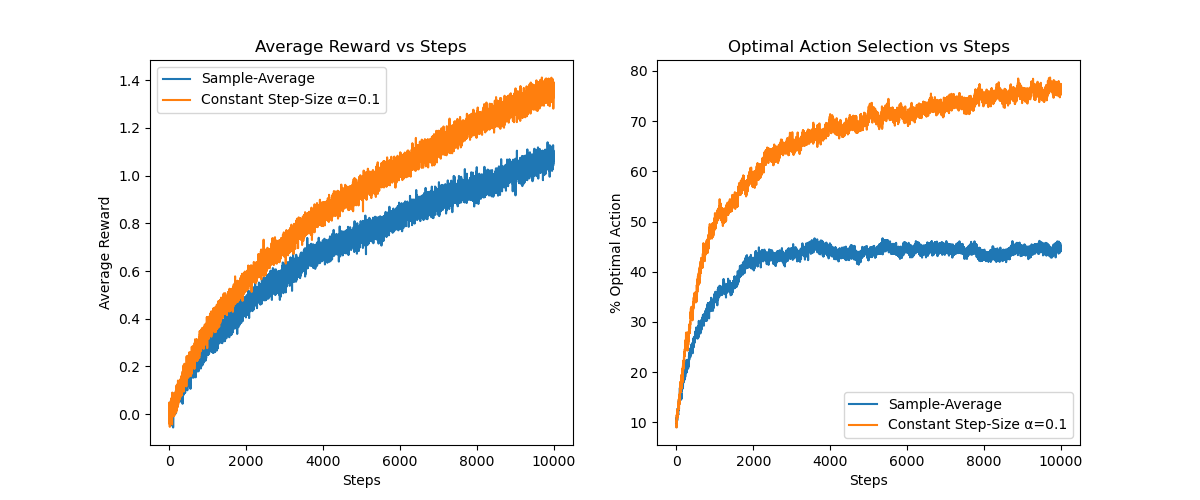 Average Reward vs Steps
Average Reward
1.4
1.2
1.0
0.8
0.6
0.4
0.2
0.0
Sample-Average
Constant Step-Size α=0.1
0 2000 4000 6000 8000 10000
Steps
Optimal Action Selection vs Steps
% Optimal Action
80
70
60
50
40
30
20
10
Sample-Average
Constant Step-Size α=0.1
0 2000 4000 6000 8000 10000
Steps